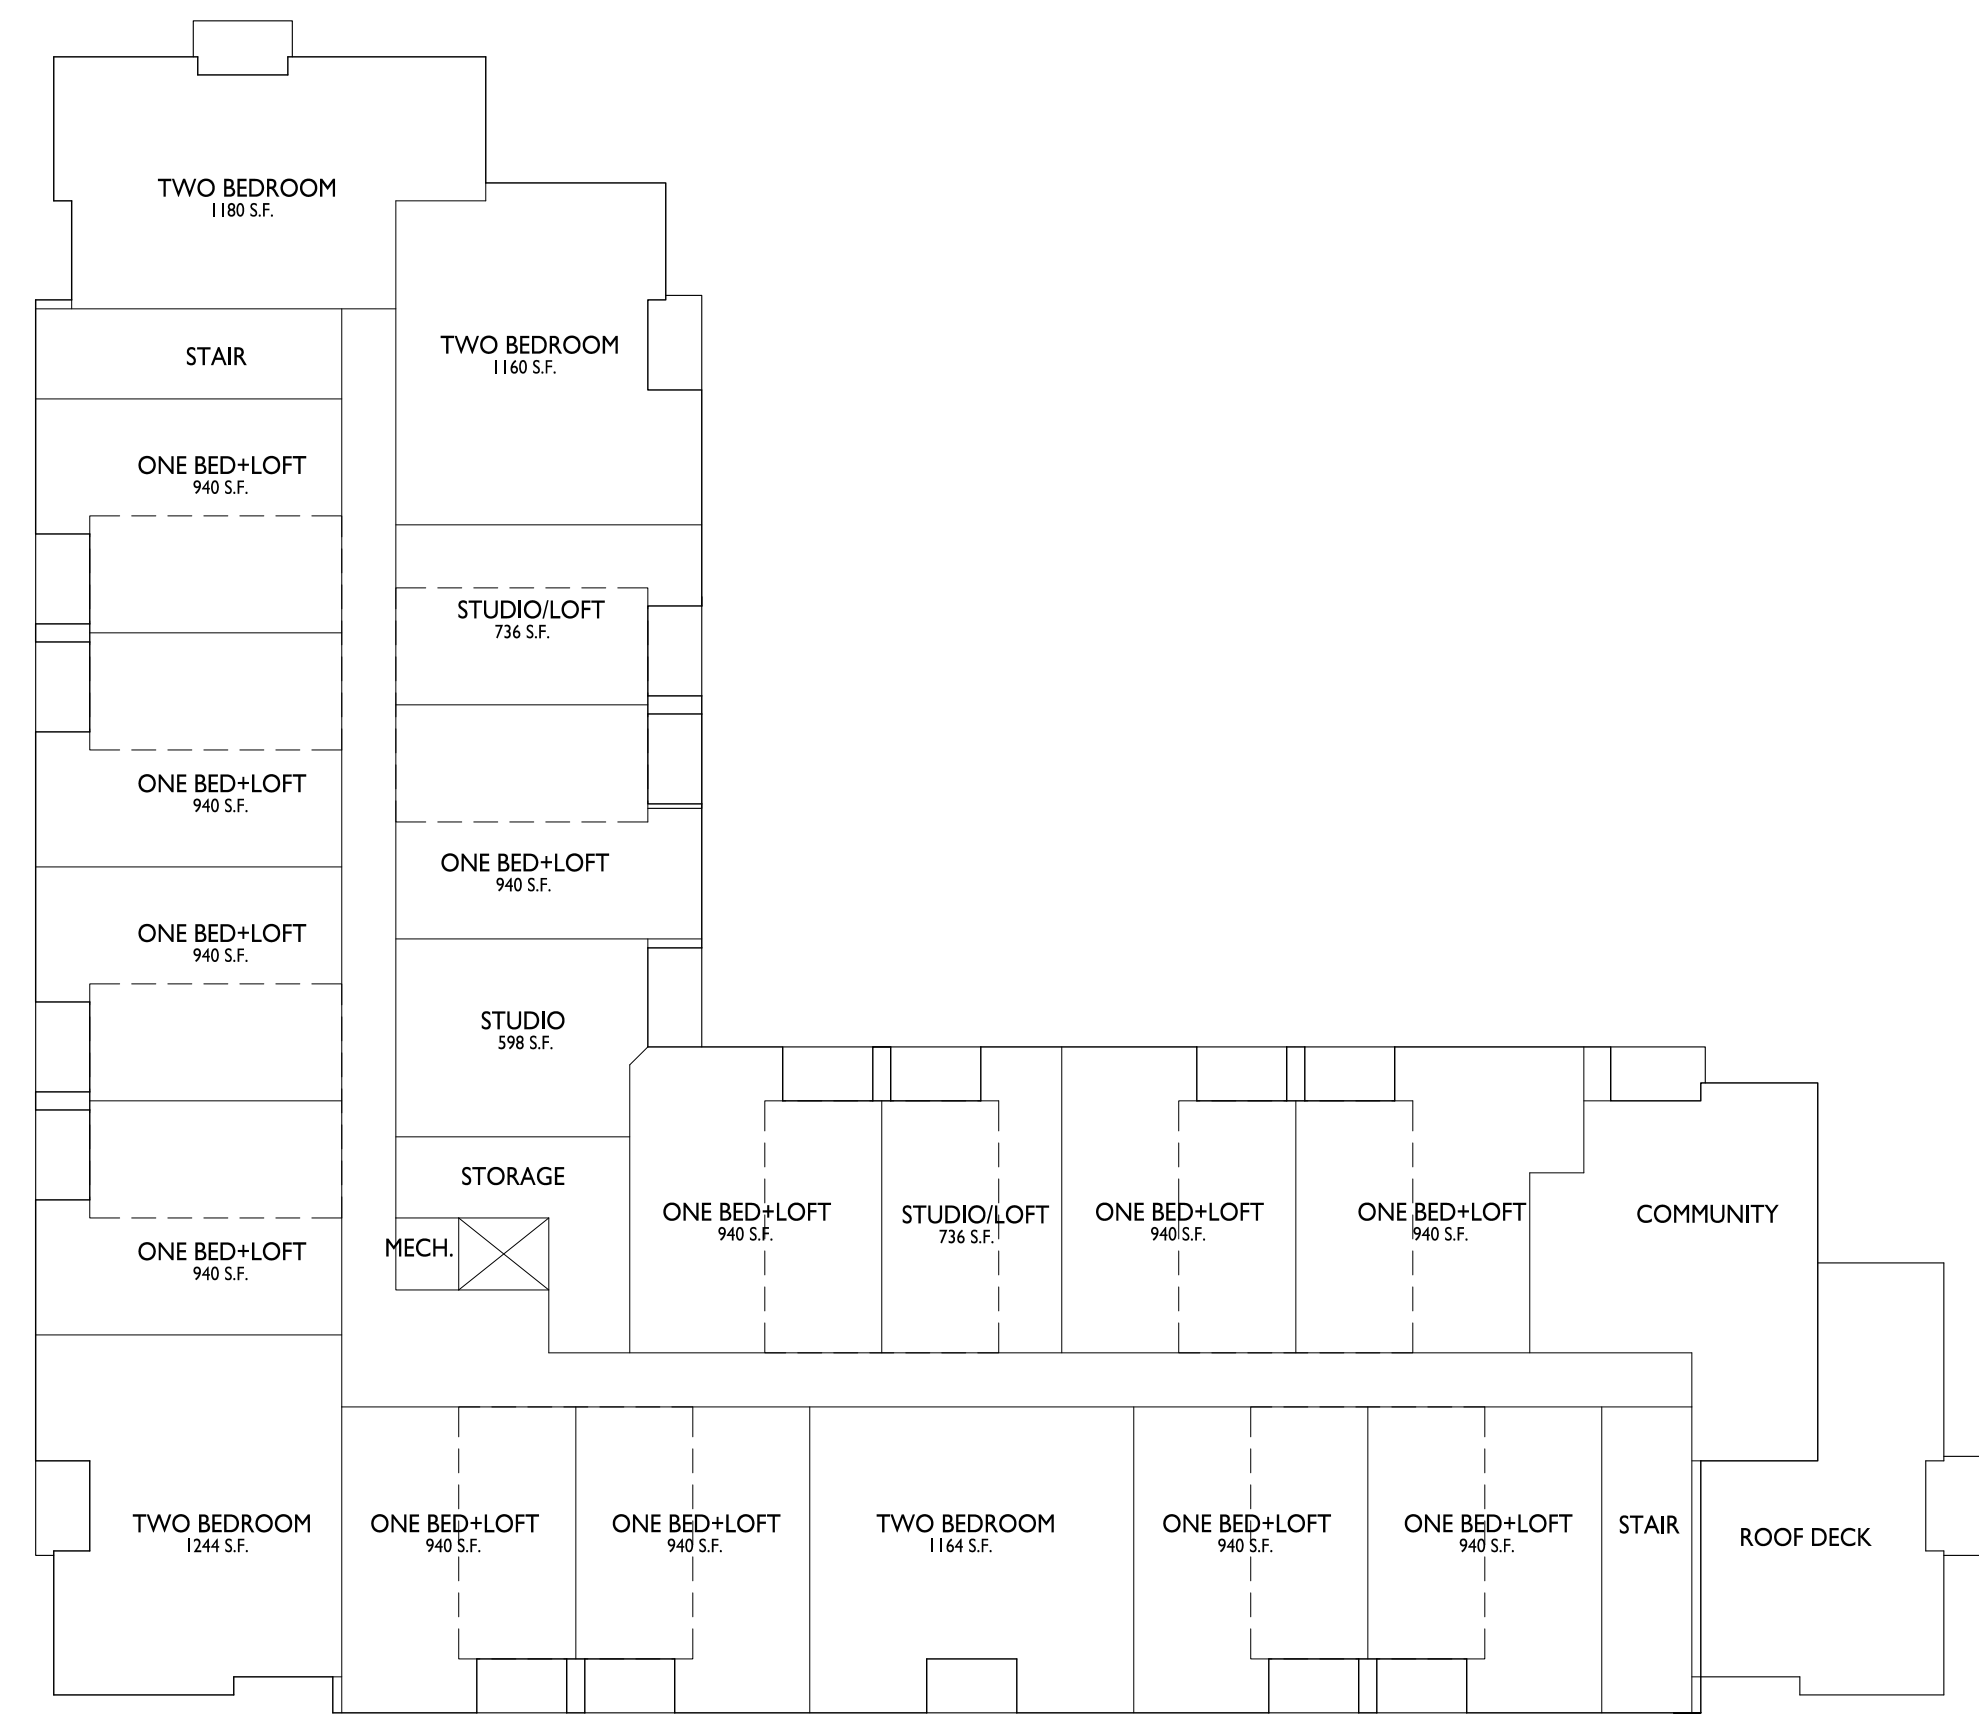 TWO BEDROOM
1180 S.F.
TWO BEDROOM
1160 S.F.
STAIR
ONE BED+LOFT
940 S.F.
STUDIO/LOFT
736 S.F.
ONE BED+LOFT
940 S.F.
ONE BED+LOFT
940 S.F.
ONE BED+LOFT
940 S.F.
STUDIO
598 S.F.
STORAGE
MECH.
ONE BED+LOFT
940 S.F.
ONE BED+LOFT
940 S.F.
STUDIO/LOFT
736 S.F.
ONE BED+LOFT
940 S.F.
ONE BED+LOFT
940 S.F.
COMMUNITY
TWO BEDROOM
1244 S.F.
ONE BED+LOFT
940 S.F.
ONE BED+LOFT
940 S.F.
TWO BEDROOM
1164 S.F.
ONE BED+LOFT
940 S.F.
ONE BED+LOFT
940 S.F.
STAIR
ROOF DECK